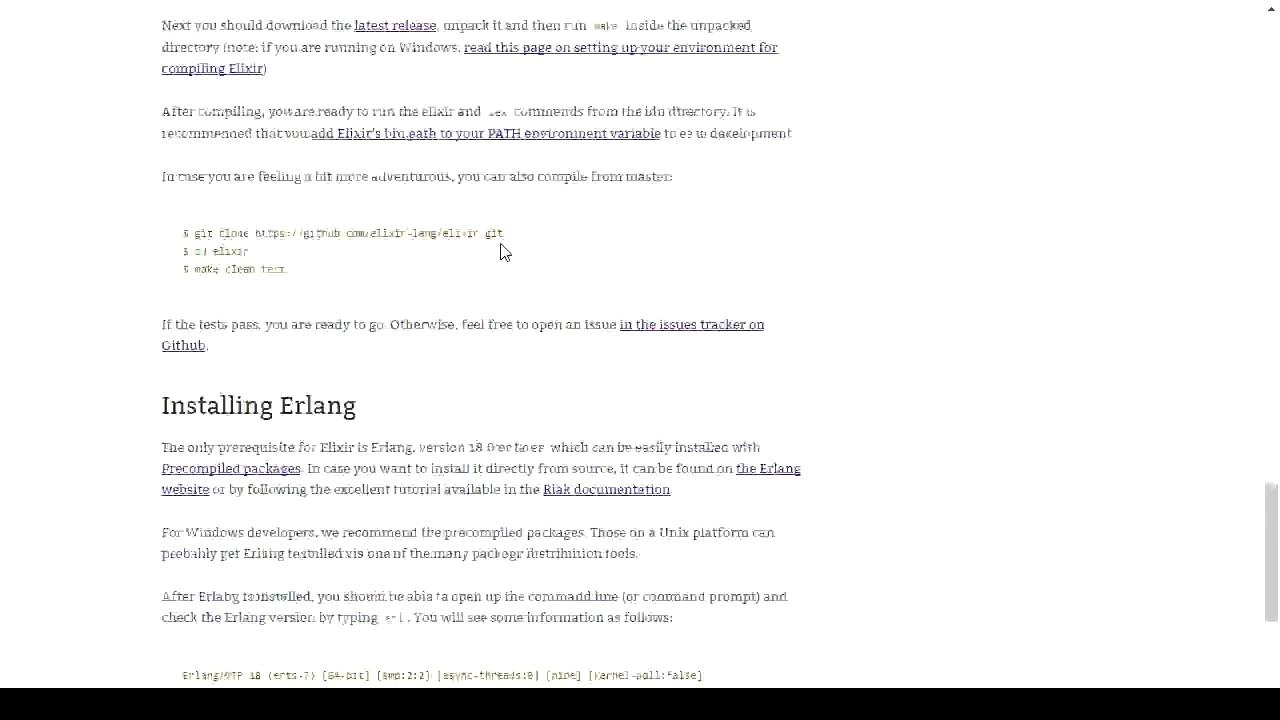 Next you should download the latest release, unpack it and then run make inside the unpacked
directory (note: if you are running on Windows, read this page on setting up your environment for
compiling Elixir)
After compiling, you are ready to run the elixir and commands from the bin directory. It is
recommended that you add Elixir's bin path to your PATH environment variable to development
In case you are feeling a bit more adventurous, you can also compile from master:
$ git clone https://github.com/elixir-lang/elixir.git
$ cd elixir
$ make clean test
If the tests pass, you are ready to go. Otherwise, feel free to open an issue in the issues tracker on
Github.
Installing Erlang
The only prerequisite for Elixir is Erlang, version 18.0 or later, which can be easily installed with
Precompiled packages. In case you want to install it directly from source, it can be found on the Erlang
website or by following the excellent tutorial available in the Riak documentation.
For Windows developers, we recommend the precompiled packages. Those on a Unix platform can
probably get Erlang installed via one of the many package distribution tools.
After Erlang is installed, you should be able to open up the command line (or command prompt) and
check the Erlang version by typing erl. You will see some information as follows:
Erlang/OTP 18 (erts-7) [64-bit] [smp:2:2] [async-threads:0] [hipe] [kernel-poll:false]